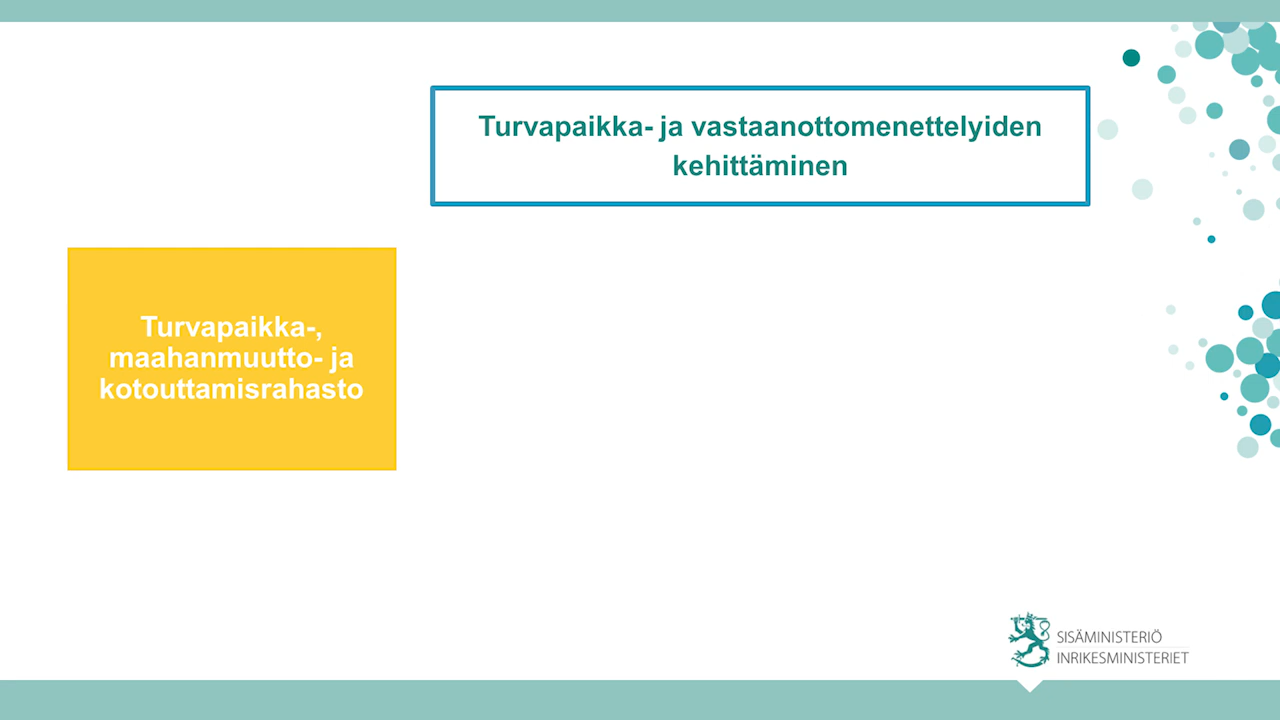 Turvapaikka- ja vastaanottomenettelyiden
kehittäminen
Turvapaikka-,
maahanmuutto- ja
kotouttamisrahasto
SISÄMINISTERIÖ
INRIKESMINISTERIET